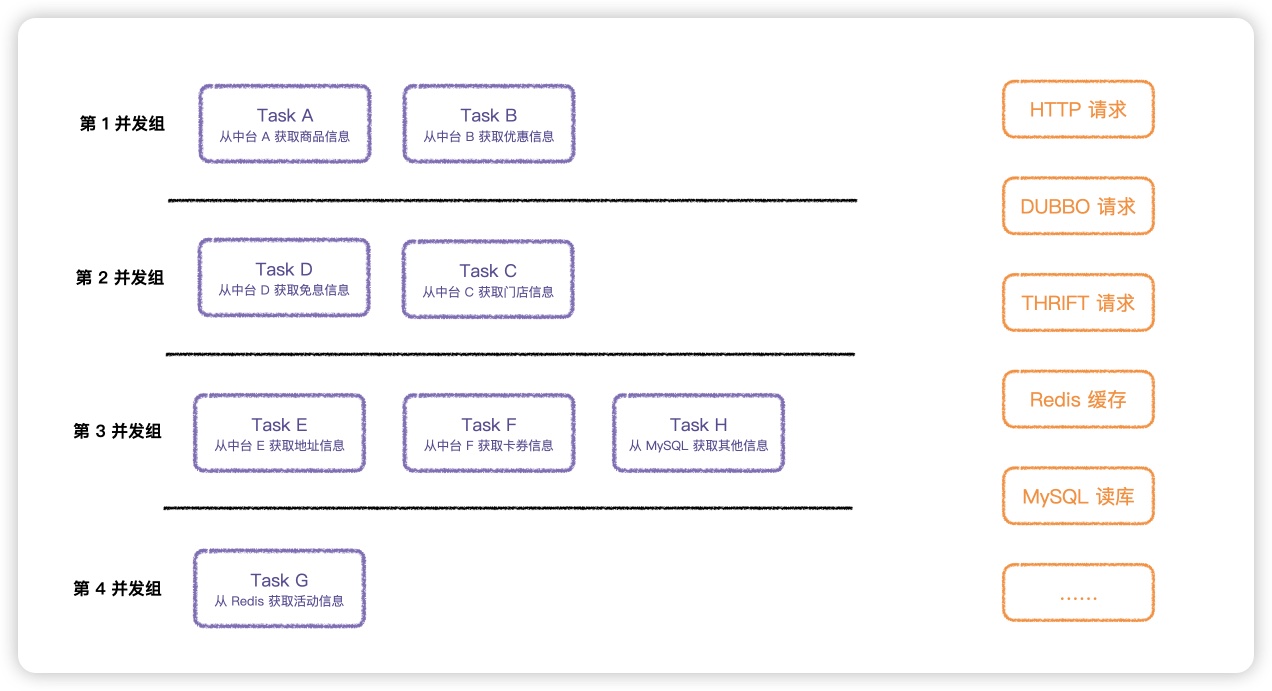 第 1 并发组
Task A
从中台 A 获取商品信息
Task B
从中台 B 获取优惠信息
第 2 并发组
Task D
从中台 D 获取免息信息
Task C
从中台 C 获取门店信息
第 3 并发组
Task E
从中台 E 获取地址信息
Task F
从中台 F 获取卡券信息
Task H
从 MySQL 获取其他信息
第 4 并发组
Task G
从 Redis 获取活动信息
HTTP 请求
DUBBO 请求
THRIFT 请求
Redis 缓存
MySQL 读库
......